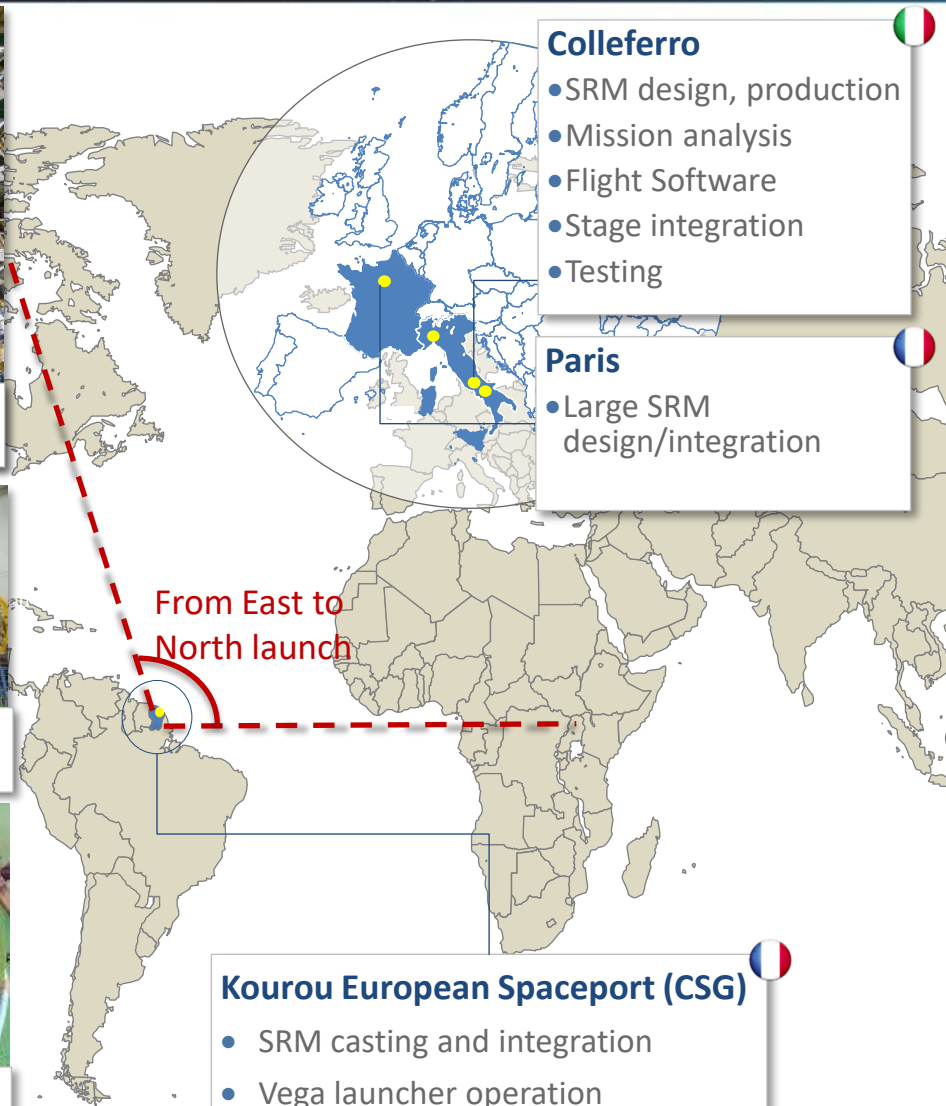 Colleferro
•SRM design, production
•Mission analysis
•Flight Software
•Stage integration
•Testing
Paris
•Large SRM
design/integration
From East to
North launch
Kourou European Spaceport (CSG)
• SRM casting and integration
• Vega launcher operation